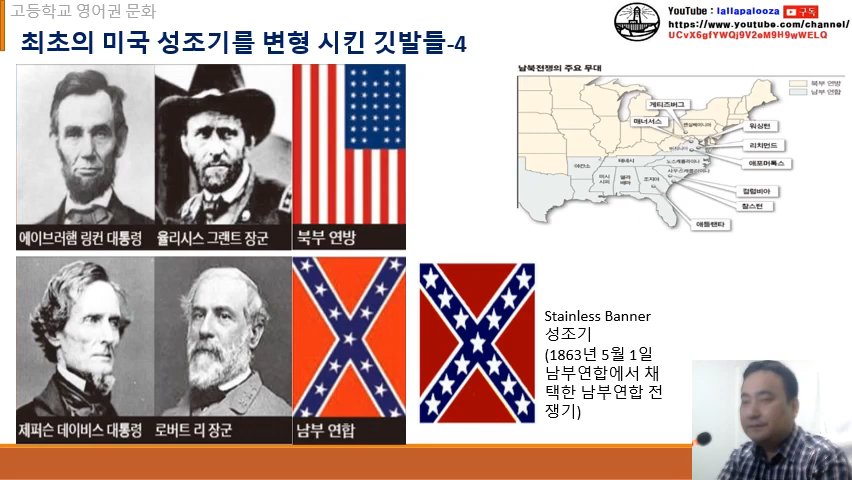 고등학교 영어권 문화
최초의 미국 성조기를 변형 시킨 깃발들-4
YouTube : lallapalooza 구독
https://www.youtube.com/channel/
UCvX6gfYWQj9V2eM9H9wWELQ
에이브러햄 링컨 대통령
율리시스 그랜트 장군
북부 연방
제퍼슨 데이비스 대통령
로버트 리 장군
남부 연합
남북전쟁의 주요 무대
북부 연방
남부 연합
게티즈버그
매너서스
워싱턴
리치먼드
애포머톡스
컬럼비아
찰스턴
애틀랜타
테네시
조지아
Stainless Banner
성조기
(1863년 5월 1일
남부연합에서 채
택한 남부연합 전
쟁기)